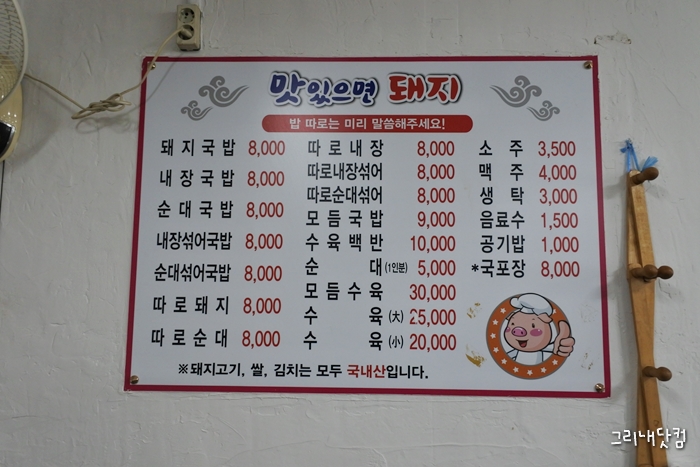 맛있으면 돼지
밥 따로는 미리 말씀해주세요!
돼지국밥 8,000
내장국밥 8,000
순대국밥 8,000
내장섞어국밥 8,000
순대섞어국밥 8,000
따로돼지 8,000
따로순대 8,000
따로내장 8,000
따로내장섞어 8,000
따로순대섞어 8,000
모듬국밥 9,000
수육백반 10,000
순대 (1인분) 5,000
모듬수육 30,000
수육 (大) 25,000
수육 (小) 20,000
소주 3,500
맥주 4,000
생탁 3,000
음료수 1,500
공기밥 1,000
*국포장 8,000
※돼지고기, 쌀, 김치는 모두 국내산입니다.
그리내닷컴